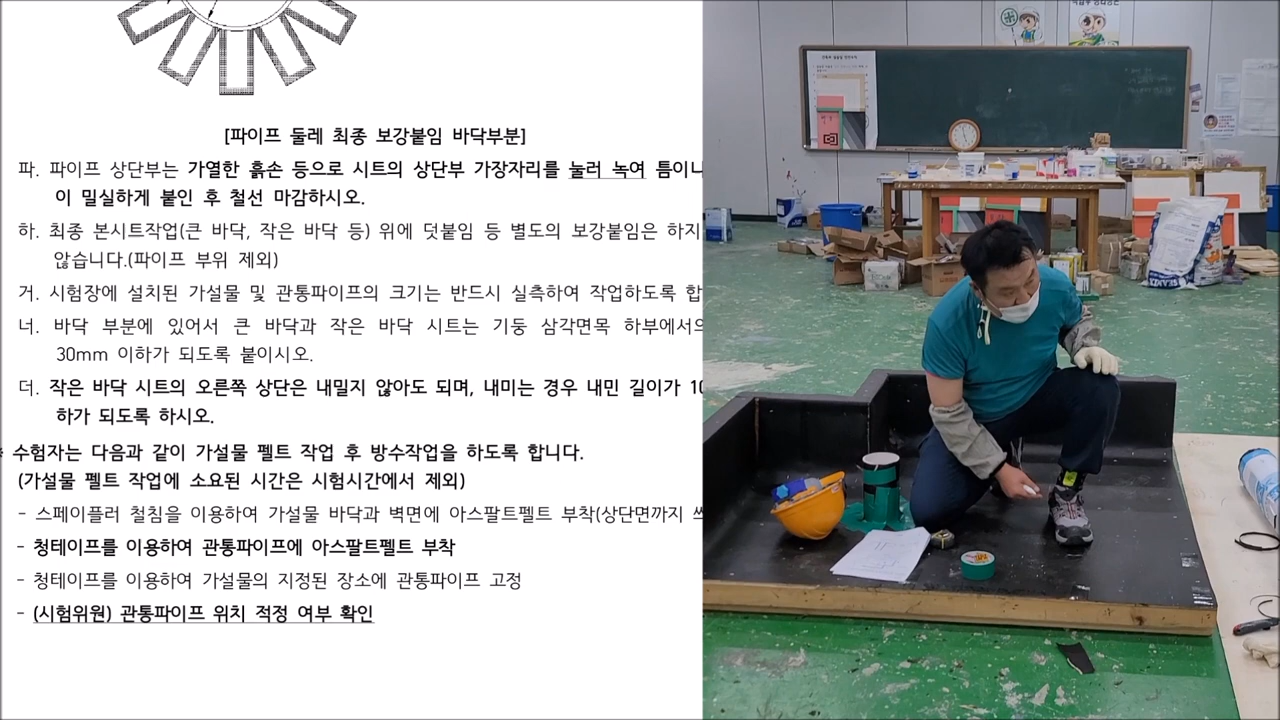 [파이프 둘레 최종 보강붙임 바닥부분]
파. 파이프 상단부는 가열한 흙손 등으로 시트의 상단부 가장자리를 눌러 녹여 틈이
이 밀실하게 붙인 후 철선 마감하시오.
하. 최종 본시트작업(큰 바닥, 작은 바닥 등) 위에 덧붙임 등 별도의 보강붙임은 하지
않습니다.(파이프 부위 제외)
거. 시험장에 설치된 가설물 및 관통파이프의 크기는 반드시 실측하여 작업하도록 합
너. 바닥 부분에 있어서 큰 바닥과 작은 바닥 시트는 기둥 삼각면목 하부에서
30mm 이하가 되도록 붙이시오.
더. 작은 바닥 시트의 오른쪽 상단은 내밀지 않아도 되며, 내미는 경우 내민 길이가
하가 되도록 하시오.
수험자는 다음과 같이 가설물 펠트 작업 후 방수작업을 하도록 합니다.
(가설물 펠트 작업에 소요된 시간은 시험시간에서 제외)
- 스페이플러 철침을 이용하여 가설물 바닥과 벽면에 아스팔트펠트 부착(상단면까지
- 청테이프를 이용하여 관통파이프에 아스팔트펠트 부착
- 청테이프를 이용하여 가설물의 지정된 장소에 관통파이프 고정
- (시험위원) 관통파이프 위치 적정 여부 확인